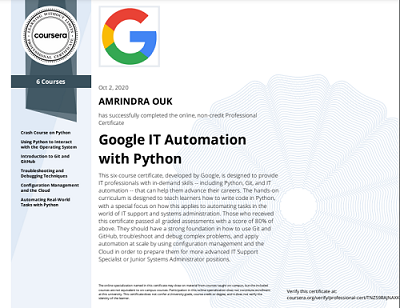 coursera
PROFESSIONAL CERTIFICATE
6 Courses
Crash Course on Python
Using Python to Interact
with the Operating System
Introduction to Git and
GitHub
Troubleshooting and
Debugging Techniques
Configuration Management
and the Cloud
Automating Real-World
Tasks with Python
Oct 2, 2020
AMRINDRA OUK
has successfully completed the online, non-credit Professional
Certificate
Google IT Automation
with Python
This six-course certificate, developed by Google, is designed to provide
IT professionals with in-demand skills -- including Python, Git, and IT
automation -- that can help them advance their careers. The hands-on
curriculum is designed to teach learners how to write code in Python,
with a special focus on how this applies to automating tasks in the
world of IT support and systems administration. Those who received
this certificate passed all graded assessments with a score of 80% or
above. They should have a strong foundation in how to use Git and
GitHub, troubleshoot and debug complex problems, and apply
automation at scale by using configuration management and the
Cloud in order to prepare them for more advanced IT Support
Specialist or Junior Systems Administrator positions.
Verify this certificate at: